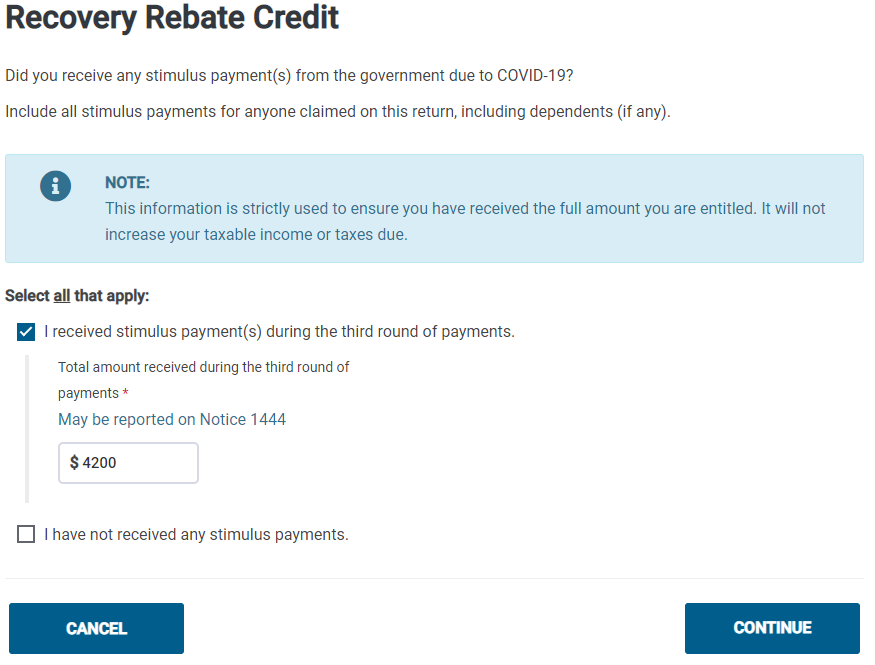 Recovery Rebate Credit
Did you receive any stimulus payment(s) from the government due to COVID-19?
Include all stimulus payments for anyone claimed on this return, including dependents (if any).
NOTE:
This information is strictly used to ensure you have received the full amount you are entitled. It will not
increase your taxable income or taxes due.
Select all that apply:
I received stimulus payment(s) during the third round of payments.
Total amount received during the third round of
payments *
May be reported on Notice 1444
$ 4200
I have not received any stimulus payments.
CANCEL
CONTINUE